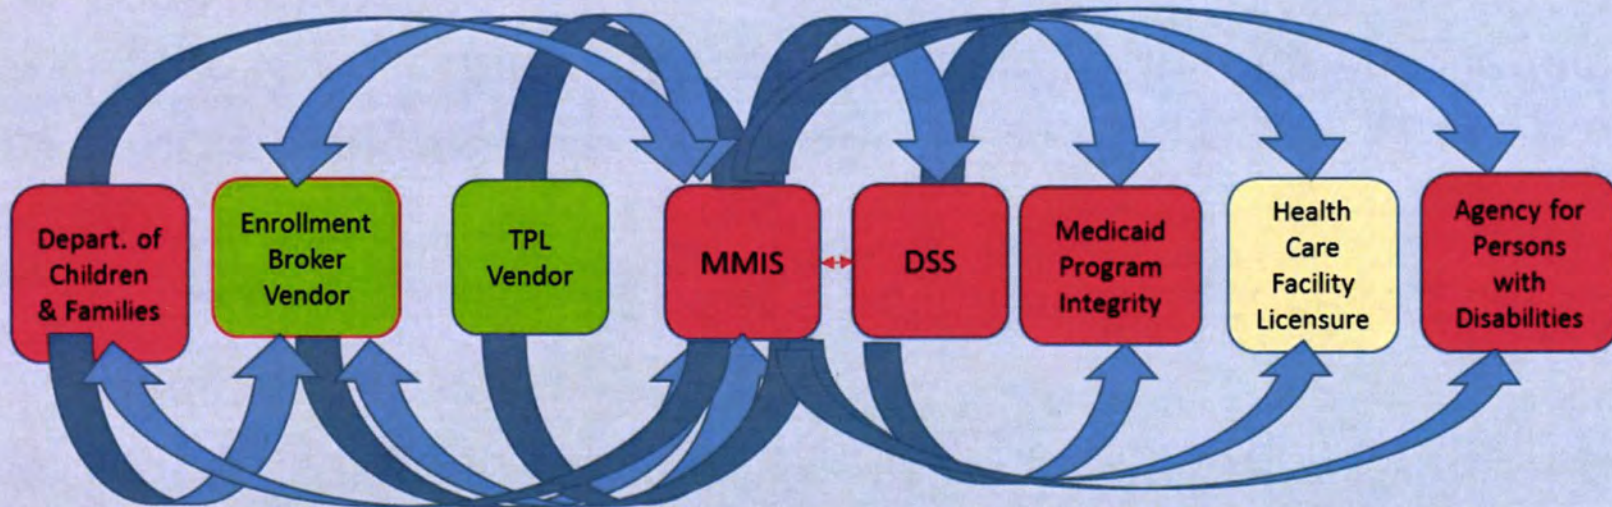 Depart. of
Children
& Families
Enrollment
Broker
Vendor
TPL
Vendor
MMIS
DSS
Medicaid
Program
Integrity
Health
Care
Facility
Licensure
Agency for
Persons
with
Disabilities